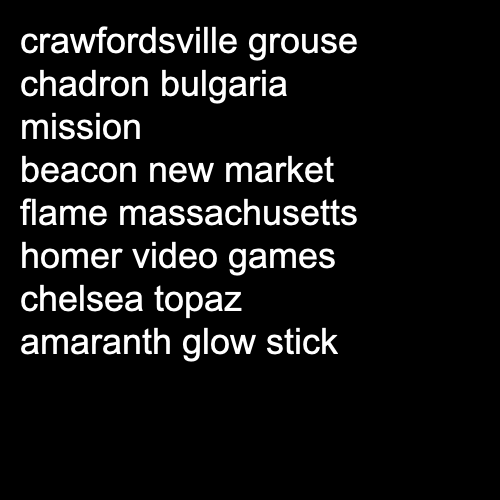 crawfordsville grouse
chadron bulgaria
mission
beacon new market
flame massachusetts
homer video games
chelsea topaz
amaranth glow stick